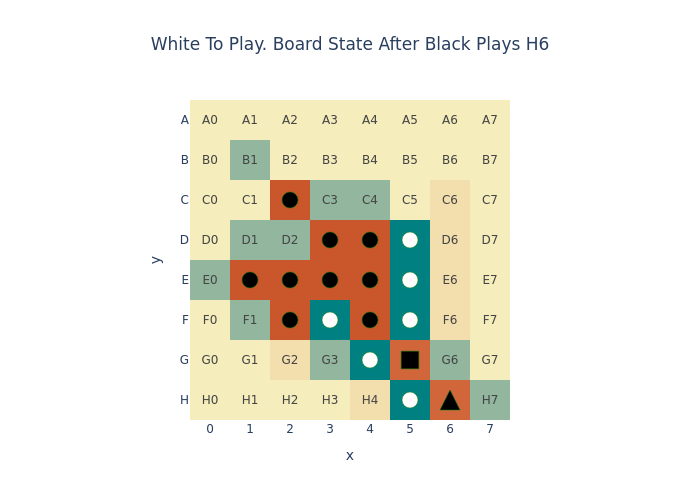 White To Play. Board State After Black Plays H6
A A0 A1 A2 A3 A4 A5 A6 A7
B B0 B1 B2 B3 B4 B5 B6 B7
C C0 C1 C3 C4 C5 C6 C7
D D0 D1 D2 D6 D7
y
E E0 E6 E7
F F0 F1 F6 F7
G G0 G1 G2 G3 G6 G7
H H0 H1 H2 H3 H4 H7
0 1 2 3 4 5 6 7
x